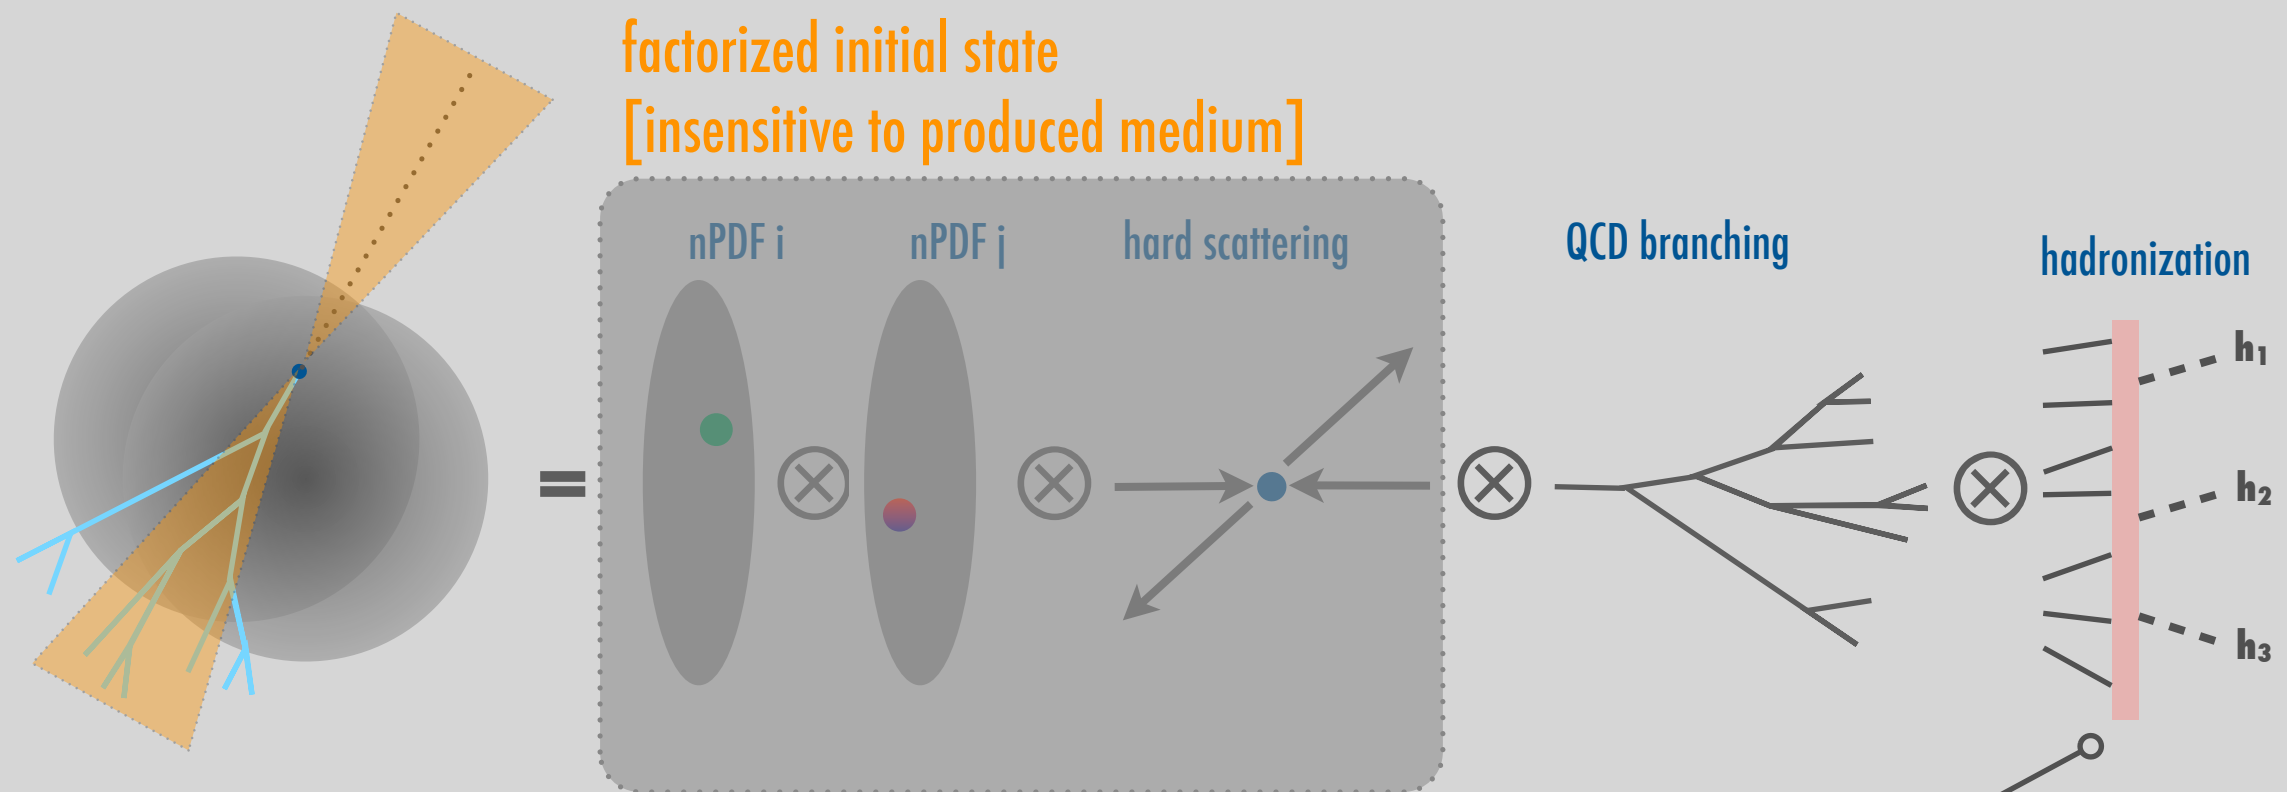 factorized initial state
[insensitive to produced medium]
nPDF i
nPDF j
hard scattering
QCD branching
hadronization
=
h₁
h₂
h₃